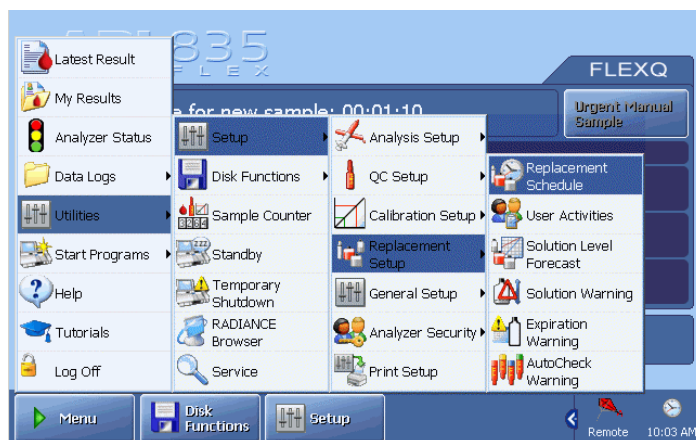 835
FLEX
FLEXQ
e for new sample: 00:01:10
Urgent Manual
Sample
Latest Result
My Results
Analyzer Status
Data Logs
Utilities
Start Programs
Help
Tutorials
Log Off
Setup
Disk Functions
Sample Counter
Standby
Temporary
Shutdown
RADIANCE
Browser
Service
Analysis Setup
QC Setup
Calibration Setup
Replacement
Setup
General Setup
Analyzer Security
Print Setup
Replacement
Schedule
User Activities
Solution Level
Forecast
Solution Warning
Expiration
Warning
AutoCheck
Warning
Menu
Disk
Functions
Setup
Remote
10:03 AM